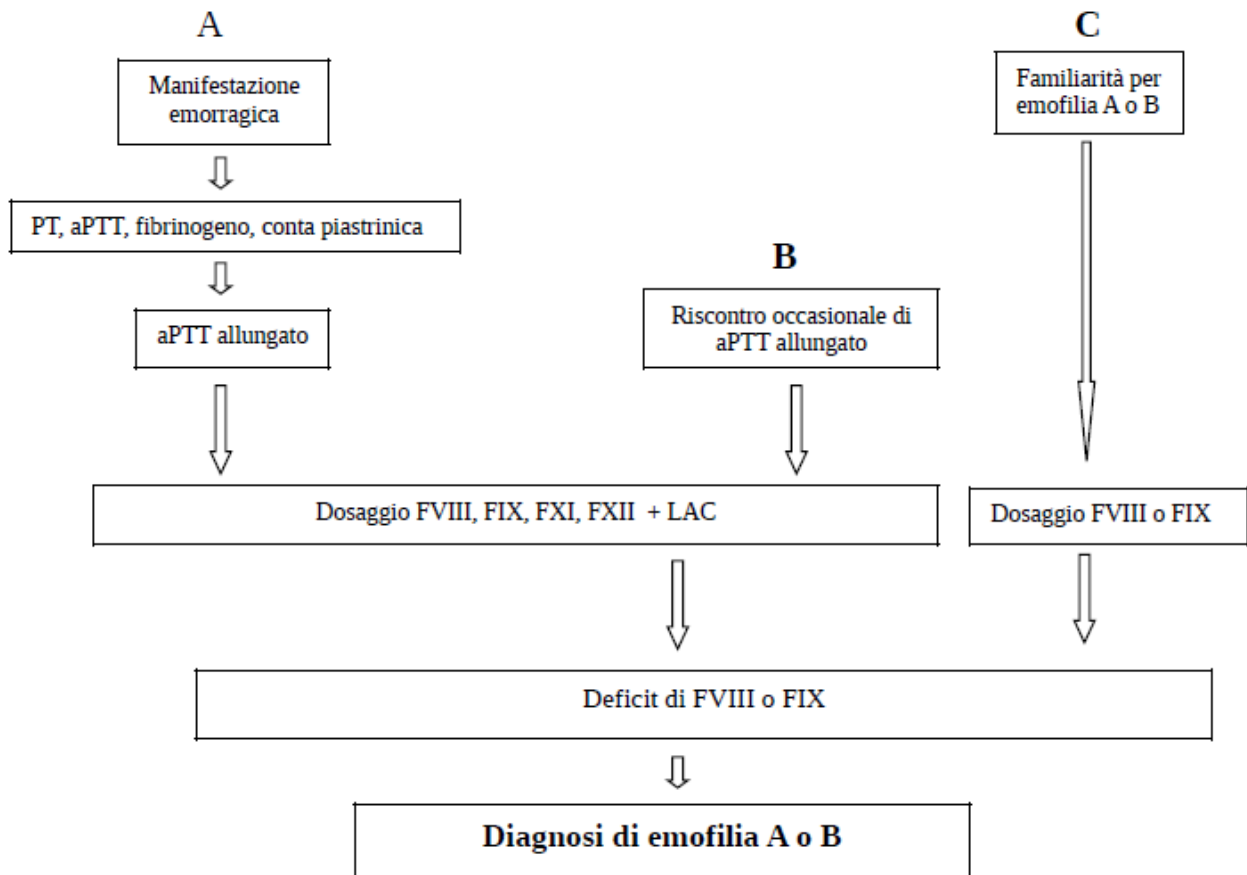 A
Manifestazione
emorragica
PT, aPTT, fibrinogeno, conta piastrinica
aPTT allungato
B
Riscontro occasionale di
aPTT allungato
C
Familiarità per
emofilia A o B
Dosaggio FVIII, FIX, FXI, FXII + LAC
Dosaggio FVIII o FIX
Deficit di FVIII o FIX
Diagnosi di emofilia A o B